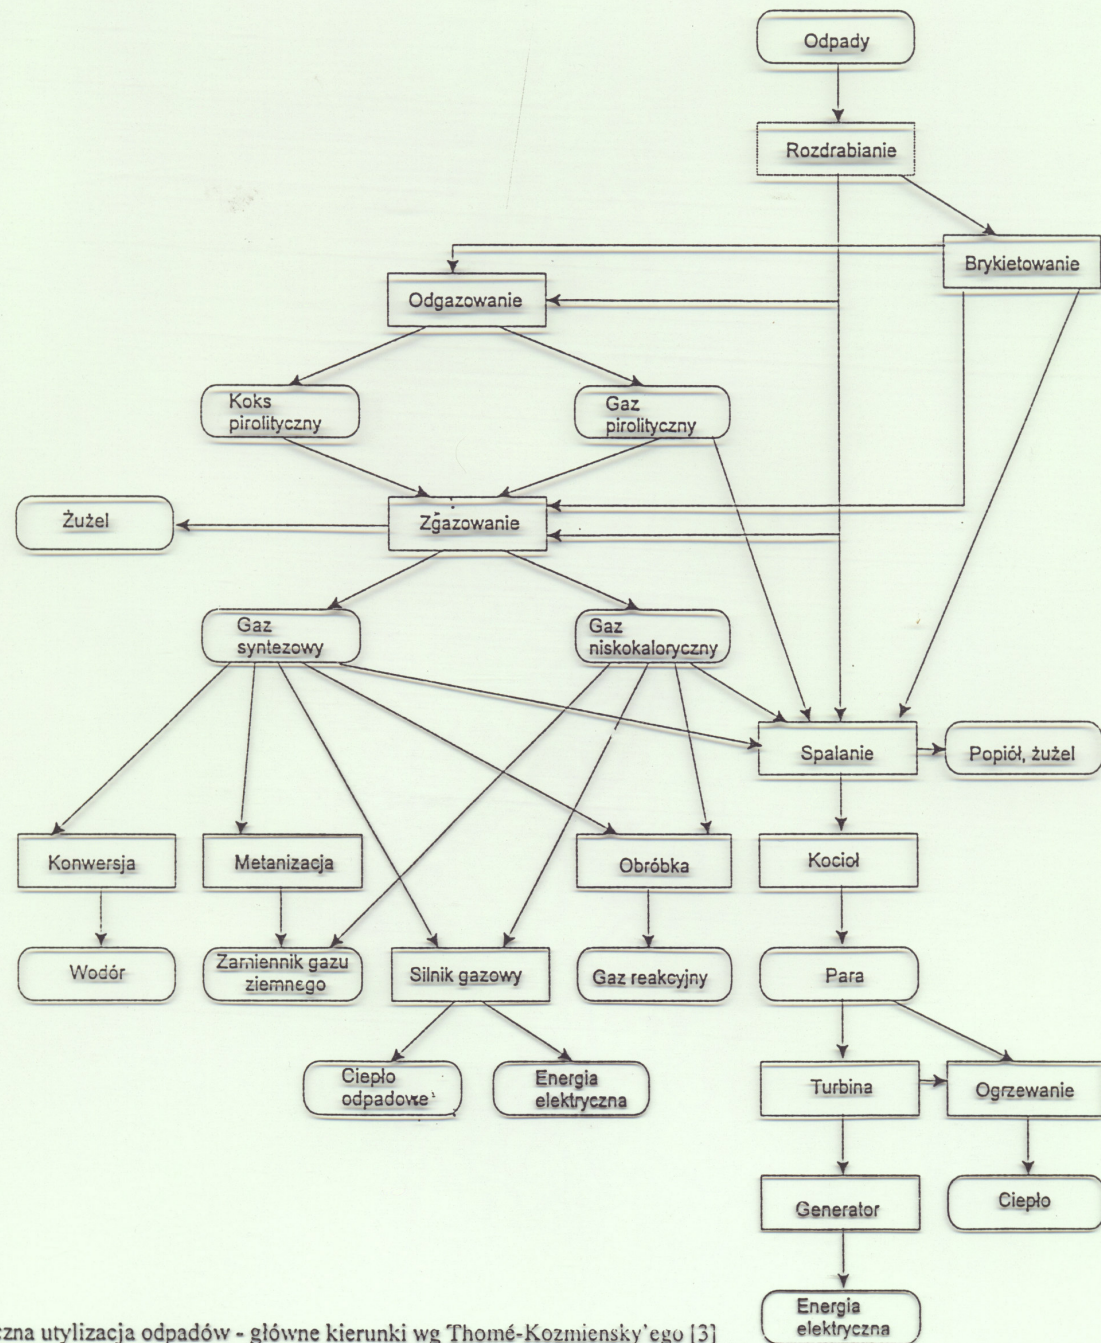 Odpady
Rozdrabianie
Brykietowanie
Odgazowanie
Koks
pirolityczny
Gaz
pirolityczny
Żużel
Zgazowanie
Gaz
syntezowy
Gaz
niskokaloryczny
Spalanie
Popiół, żużel
Konwersja
Metanizacja
Obróbka
Kocioł
Wodór
Zamiennik gazu
ziemnego
Silnik gazowy
Gaz reakcyjny
Para
Ciepło
odpadowe
Energia
elektryczna
Turbina
Ogrzewanie
Generator
Ciepło
Energia
elektryczna
utylizacja odpadów - główne kierunki wg Thomé-Kozmiensky'ego [3]